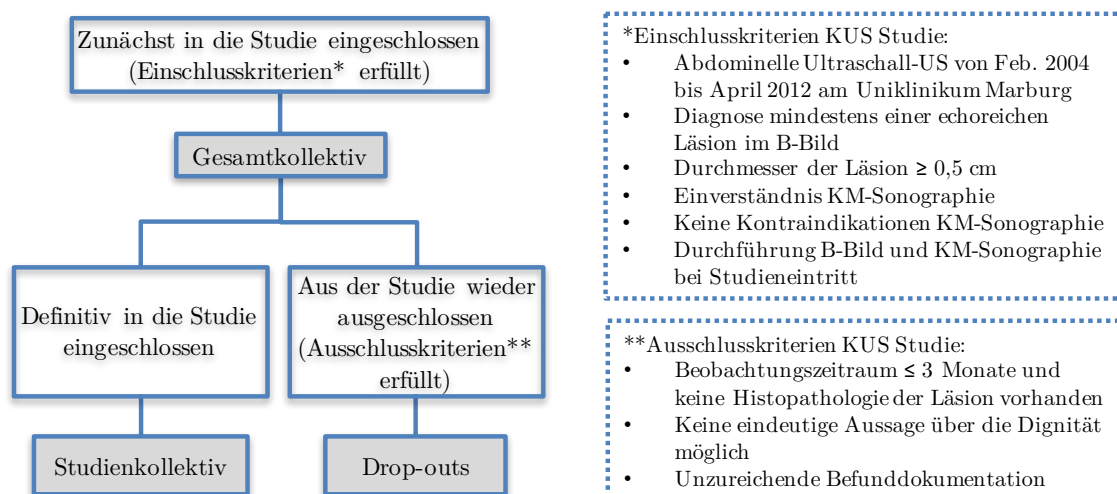 Zunächst in die Studie eingeschlossen
(Einschlusskriterien* erfüllt)
Gesamtkollektiv
Definitiv in die Studie
eingeschlossen
Aus der Studie wieder
ausgeschlossen
(Ausschlusskriterien**
erfüllt)
Studienkollektiv
Drop-outs
*Einschlusskriterien KUS Studie:
• Abdominelle Ultraschall-US von Feb. 2004
bis April 2012 am Uniklinikum Marburg
• Diagnose mindestens einer echoreichen
Läsion im B-Bild
• Durchmesser der Läsion ≥ 0,5 cm
• Einverständnis KM-Sonographie
• Keine Kontraindikationen KM-Sonographie
• Durchführung B-Bild und KM-Sonographie
bei Studieneintritt
**Ausschlusskriterien KUS Studie:
• Beobachtungszeitraum ≤ 3 Monate und
keine Histopathologie der Läsion vorhanden
• Keine eindeutige Aussage über die Dignität
möglich
• Unzureichende Befunddokumentation